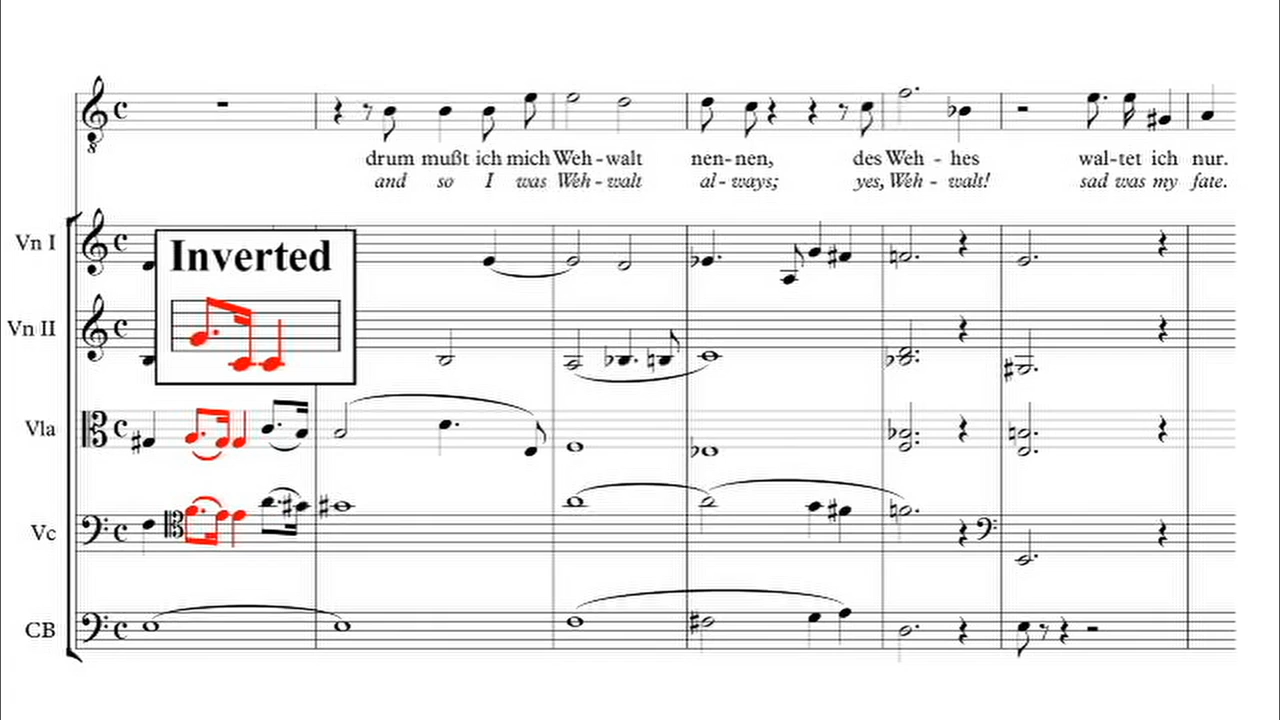 8
drum mußt ich mich Weh-walt nen-nen, des Weh-hes wal-tet ich nur.
and so I was Weh-walt al-ways; yes, Weh-walt! sad was my fate.
Vn I
Inverted
Vn II
Vla
Vc
CB